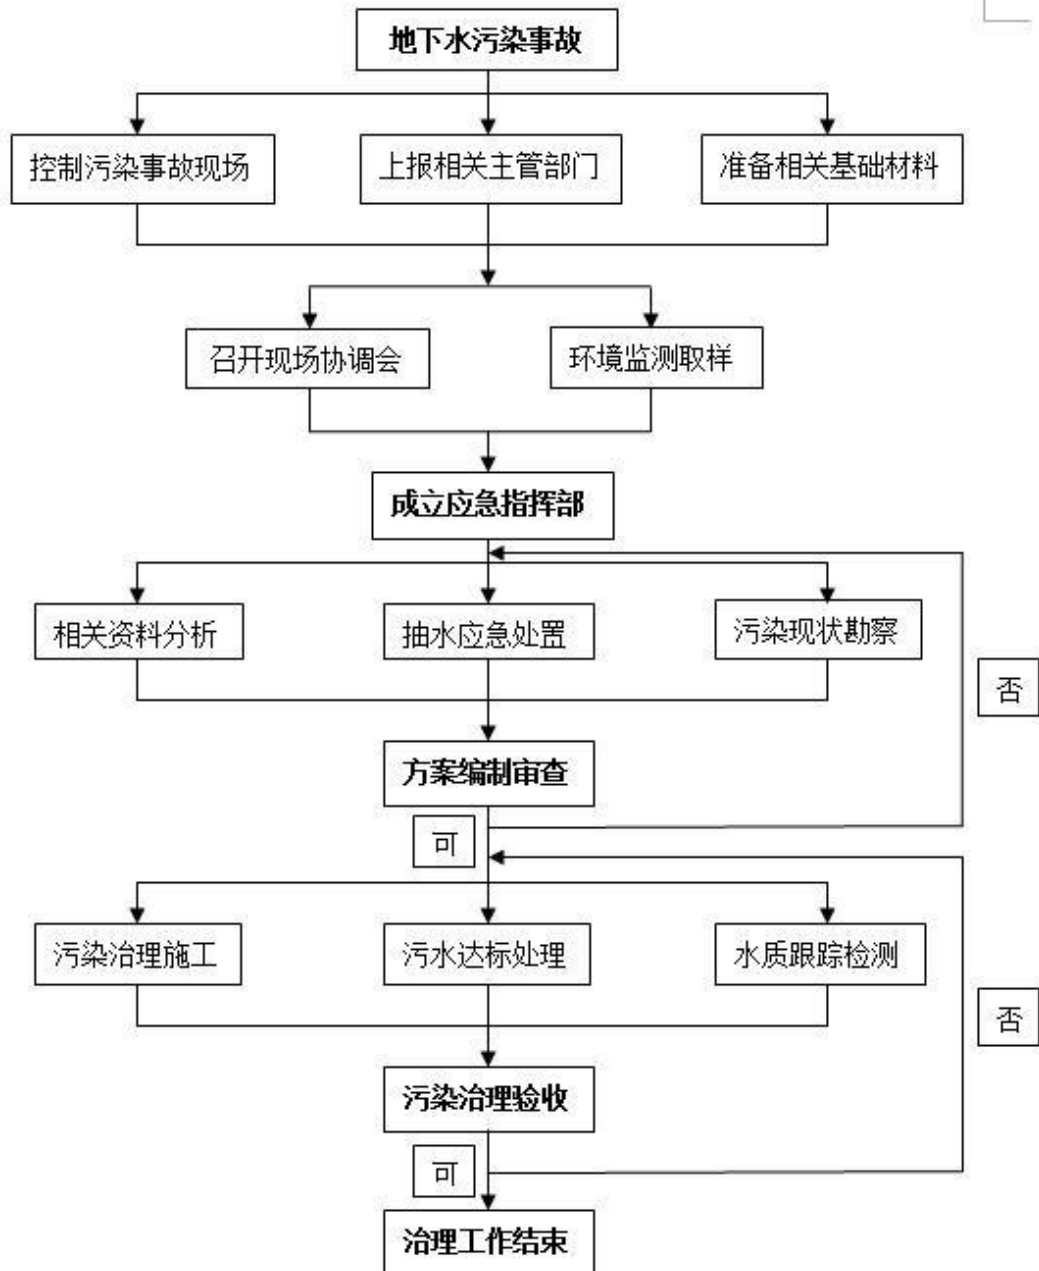 地下水污染事故
控制污染事故现场
上报相关主管部门
准备相关基础材料
召开现场协调会
环境监测取样
成立应急指挥部
相关资料分析
抽水应急处置
污染现状勘察
否
方案编制审查
可
污染治理施工
污水达标处理
水质跟踪检测
否
污染治理验收
可
治理工作结束